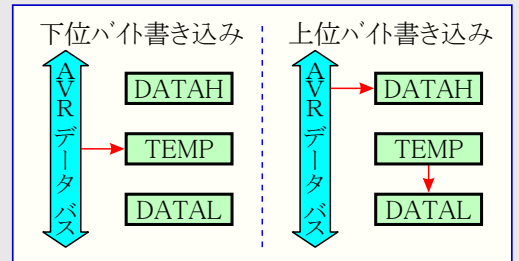 下位バイト書き込み
AVRデータ バス
DATAH
TEMP
DATAL
上位バイト書き込み
AVRデータ バス
DATAH
TEMP
DATAL